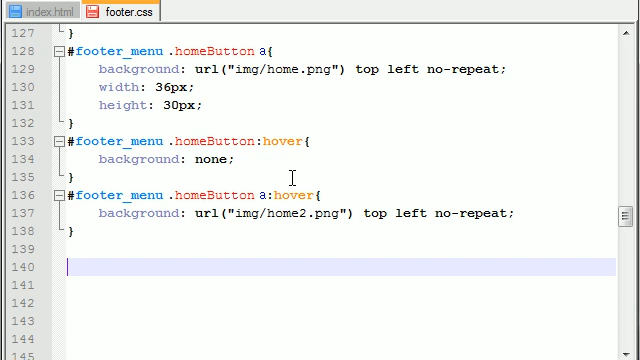 index.html footer.css
127 }
128 #footer_menu .homeButton a{
129 background: url("img/home.png") top left no-repeat;
130 width: 36px;
131 height: 30px;
132 }
133 #footer_menu .homeButton:hover{
134 background: none;
135 }
136 #footer_menu .homeButton a:hover{
137 background: url("img/home2.png") top left no-repeat;
138 }
139
140
141
142
143
144
145